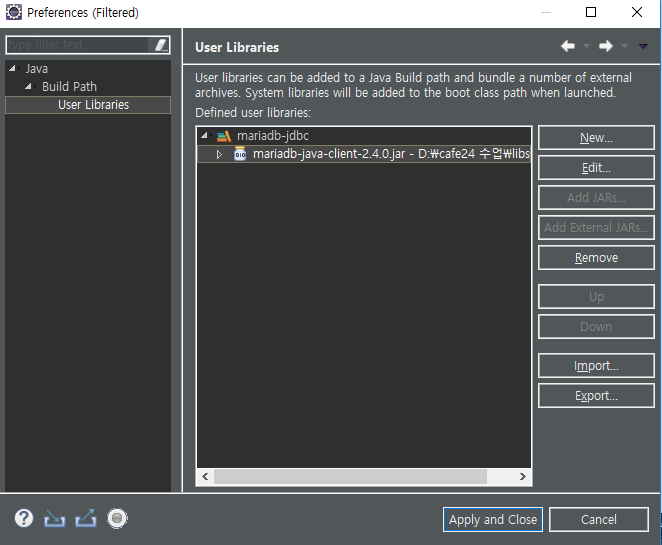 Preferences (Filtered)
type filter text
Java
Build Path
User Libraries
User Libraries
User libraries can be added to a Java Build path and bundle a number of external
archives. System libraries will be added to the boot class path when launched.
Defined user libraries:
mariadb-jdbc
mariadb-java-client-2.4.0.jar - D:₩cafe24 수업₩libs
New...
Edit...
Add JARs...
Add External JARs...
Remove
Up
Down
Import...
Export...
Apply and Close
Cancel